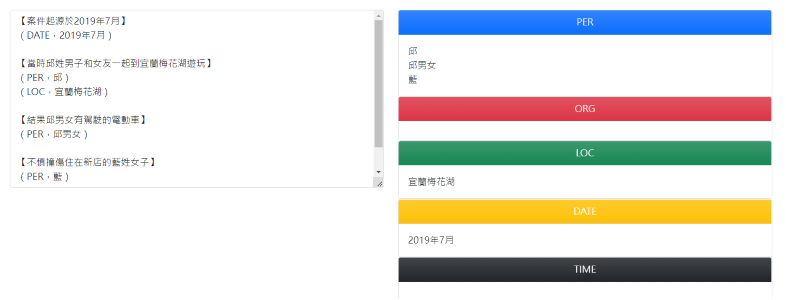 【案件起源於2019年7月】
( DATE，2019年7月 )
【當時邱姓男子和女友一起到宜蘭梅花湖遊玩】
( PER，邱 )
( LOC，宜蘭梅花湖 )
【結果邱男女有駕駛的電動車】
( PER，邱男女 )
【不慎撞傷住在新店的藍姓女子】
( PER，藍 )
PER
邱
邱男女
藍
ORG
LOC
宜蘭梅花湖
DATE
2019年7月
TIME